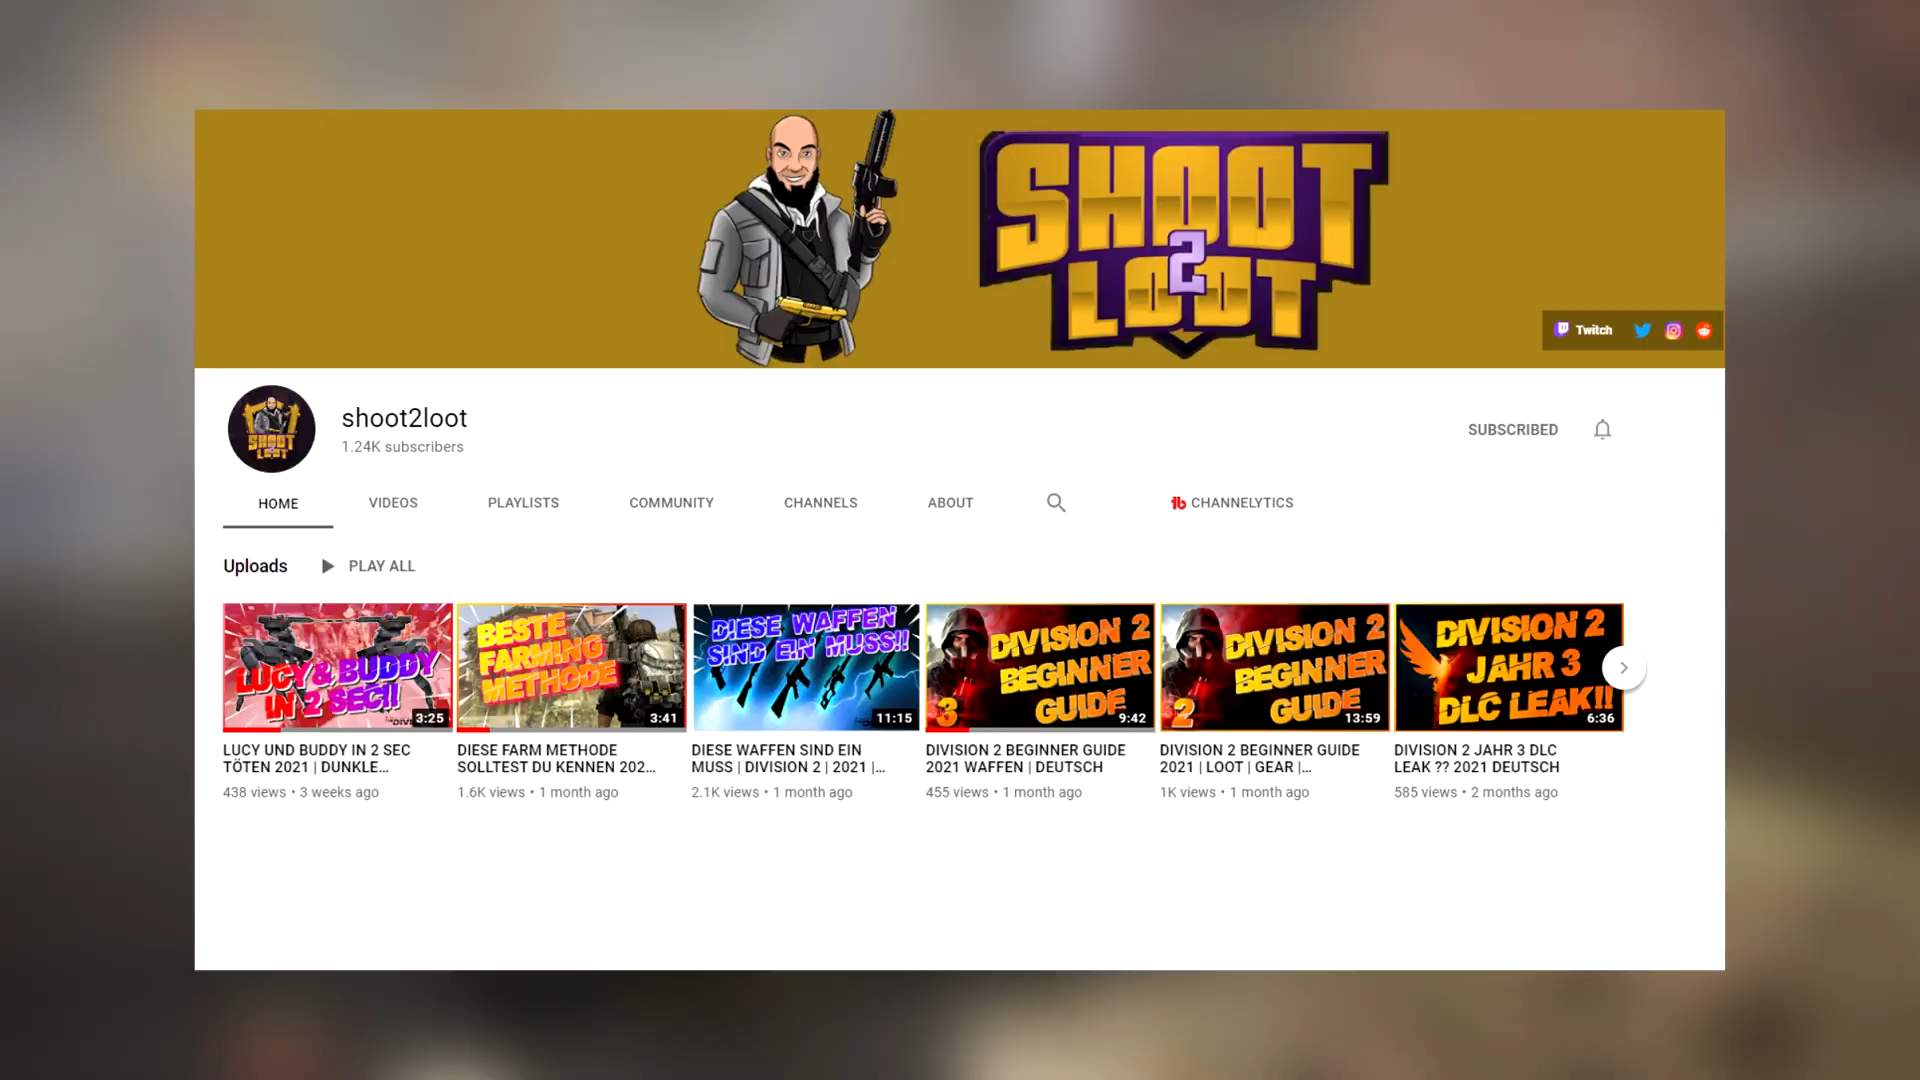 SHOOT
2
LOOT
Twitch
SHOOT
LOOT
shoot2loot
1.24K subscribers
SUBSCRIBED
HOME
VIDEOS
PLAYLISTS
COMMUNITY
CHANNELS
ABOUT
CHANNELYTICS
Uploads
PLAY ALL
LUCY & BUDDY
IN 2 SEC!!
3:25
BESTE
FARMING
METHODE
3:41
DIESE WAFFEN
SIND EIN MUSS!!
11:15
DIVISION 2
BEGINNER
GUIDE
3
9:42
DIVISION 2
BEGINNER
GUIDE
2
13:59
DIVISION 2
JAHR 3
DLC LEAK!!
6:36
LUCY UND BUDDY IN 2 SEC
TÖTEN 2021 | DUNKLE...
438 views • 3 weeks ago
DIESE FARM METHODE
SOLLTEST DU KENNEN 202...
1.6K views • 1 month ago
DIESE WAFFEN SIND EIN
MUSS | DIVISION 2 | 2021 |...
2.1K views • 1 month ago
DIVISION 2 BEGINNER GUIDE
2021 WAFFEN | DEUTSCH
455 views • 1 month ago
DIVISION 2 BEGINNER GUIDE
2021 | LOOT | GEAR |...
1K views • 1 month ago
DIVISION 2 JAHR 3 DLC
LEAK ?? 2021 DEUTSCH
585 views • 2 months ago